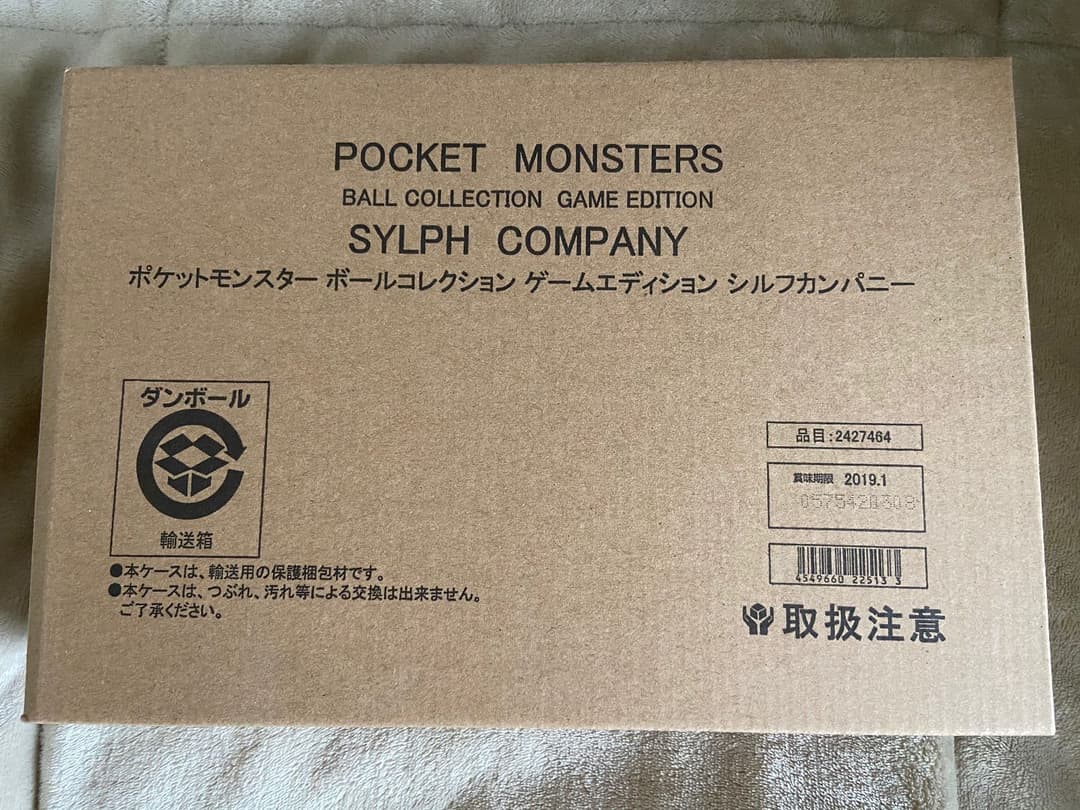 POCKET MONSTERS
BALL COLLECTION GAME EDITION
SYLPH COMPANY
ポケットモンスター ボールコレクション ゲームエディション シルフカンパニー
ダンボール
輸送箱
●本ケースは、輸送用の保護梱包材です。
●本ケースは、つぶれ、汚れ等による交換は出来ません。
ご了承ください。
品目:2427464
賞味期限 2019.1
4549660 22513 3
取扱注意